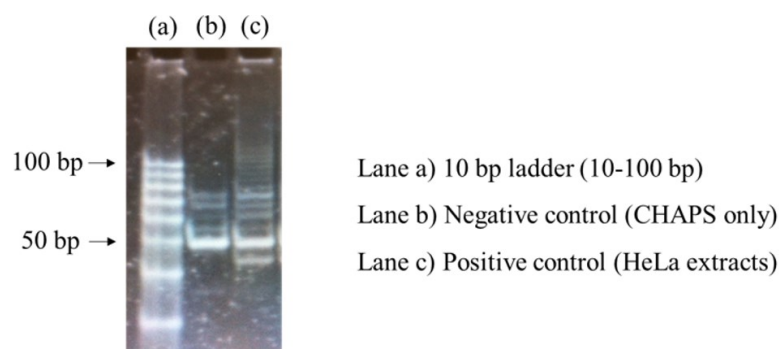 (a) (b) (c)
100 bp
50 bp
Lane a) 10 bp ladder (10-100 bp)
Lane b) Negative control (CHAPS only)
Lane c) Positive control (HeLa extracts)